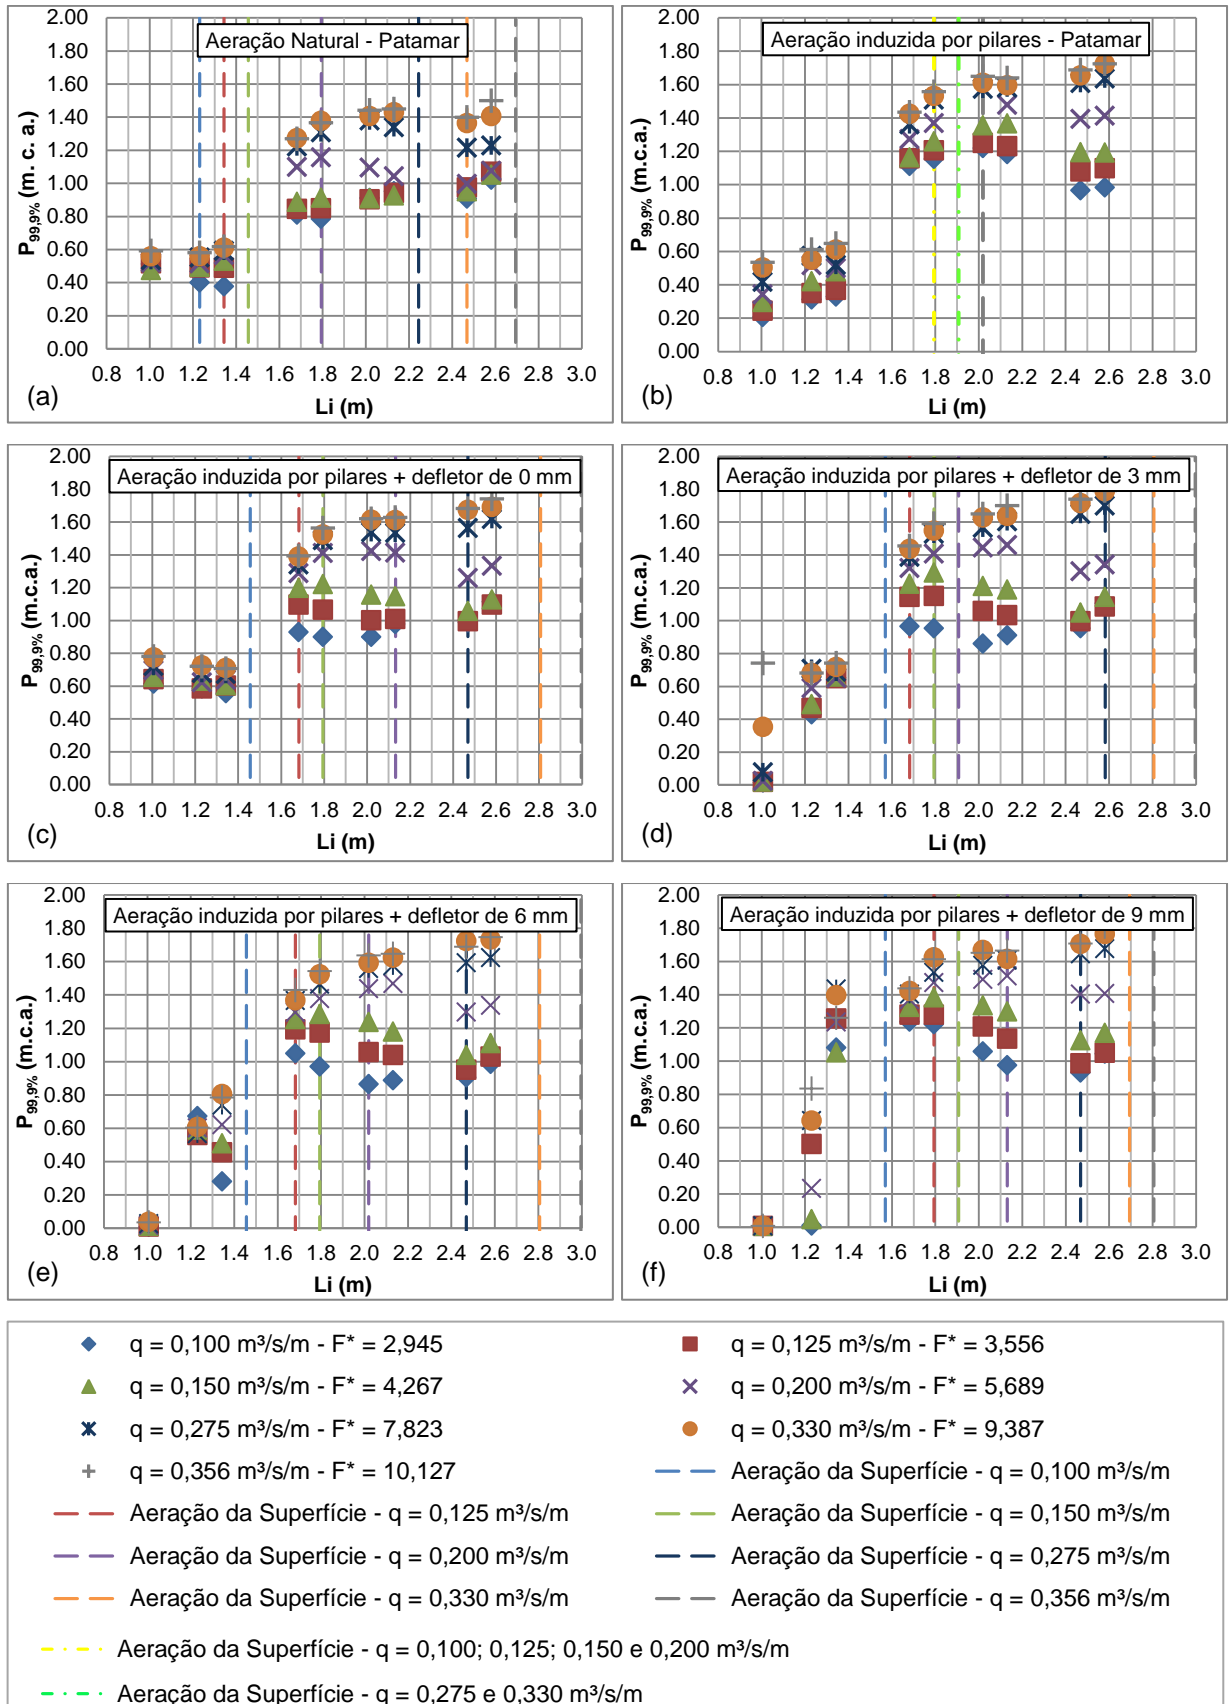 Aeração Natural - Patamar
P99,9% (m. c. a.)
2.00
1.80
1.60
1.40
1.20
1.00
0.80
0.60
0.40
0.20
0.00
0.8 1.0 1.2 1.4 1.6 1.8 2.0 2.2 2.4 2.6 2.8 3.0
(a)
Li (m)
Aeração induzida por pilares - Patamar
P99,9% (m.c.a.)
2.00
1.80
1.60
1.40
1.20
1.00
0.80
0.60
0.40
0.20
0.00
0.8 1.0 1.2 1.4 1.6 1.8 2.0 2.2 2.4 2.6 2.8 3.0
(b)
Li (m)
Aeração induzida por pilares + defletor de 0 mm
P99,9% (m.c.a.)
2.00
1.80
1.60
1.40
1.20
1.00
0.80
0.60
0.40
0.20
0.00
0.8 1.0 1.2 1.4 1.6 1.8 2.0 2.2 2.4 2.6 2.8 3.0
(c)
Li (m)
Aeração induzida por pilares + defletor de 3 mm
P99,9% (m.c.a.)
2.00
1.80
1.60
1.40
1.20
1.00
0.80
0.60
0.40
0.20
0.00
0.8 1.0 1.2 1.4 1.6 1.8 2.0 2.2 2.4 2.6 2.8 3.0
(d)
Li (m)
Aeração induzida por pilares + defletor de 6 mm
P99,9% (m.c.a.)
2.00
1.80
1.60
1.40
1.20
1.00
0.80
0.60
0.40
0.20
0.00
0.8 1.0 1.2 1.4 1.6 1.8 2.0 2.2 2.4 2.6 2.8 3.0
(e)
Li (m)
Aeração induzida por pilares + defletor de 9 mm
P99,9% (m.c.a.)
2.00
1.80
1.60
1.40
1.20
1.00
0.80
0.60
0.40
0.20
0.00
0.8 1.0 1.2 1.4 1.6 1.8 2.0 2.2 2.4 2.6 2.8 3.0
(f)
Li (m)
q = 0,100 m³/s/m - F* = 2,945
q = 0,125 m³/s/m - F* = 3,556
q = 0,150 m³/s/m - F* = 4,267
q = 0,200 m³/s/m - F* = 5,689
q = 0,275 m³/s/m - F* = 7,823
q = 0,330 m³/s/m - F* = 9,387
q = 0,356 m³/s/m - F* = 10,127
Aeração da Superfície - q = 0,100 m³/s/m
Aeração da Superfície - q = 0,125 m³/s/m
Aeração da Superfície - q = 0,150 m³/s/m
Aeração da Superfície - q = 0,200 m³/s/m
Aeração da Superfície - q = 0,275 m³/s/m
Aeração da Superfície - q = 0,330 m³/s/m
Aeração da Superfície - q = 0,356 m³/s/m
Aeração da Superfície - q = 0,100; 0,125; 0,150 e 0,200 m³/s/m
Aeração da Superfície - q = 0,275 e 0,330 m³/s/m